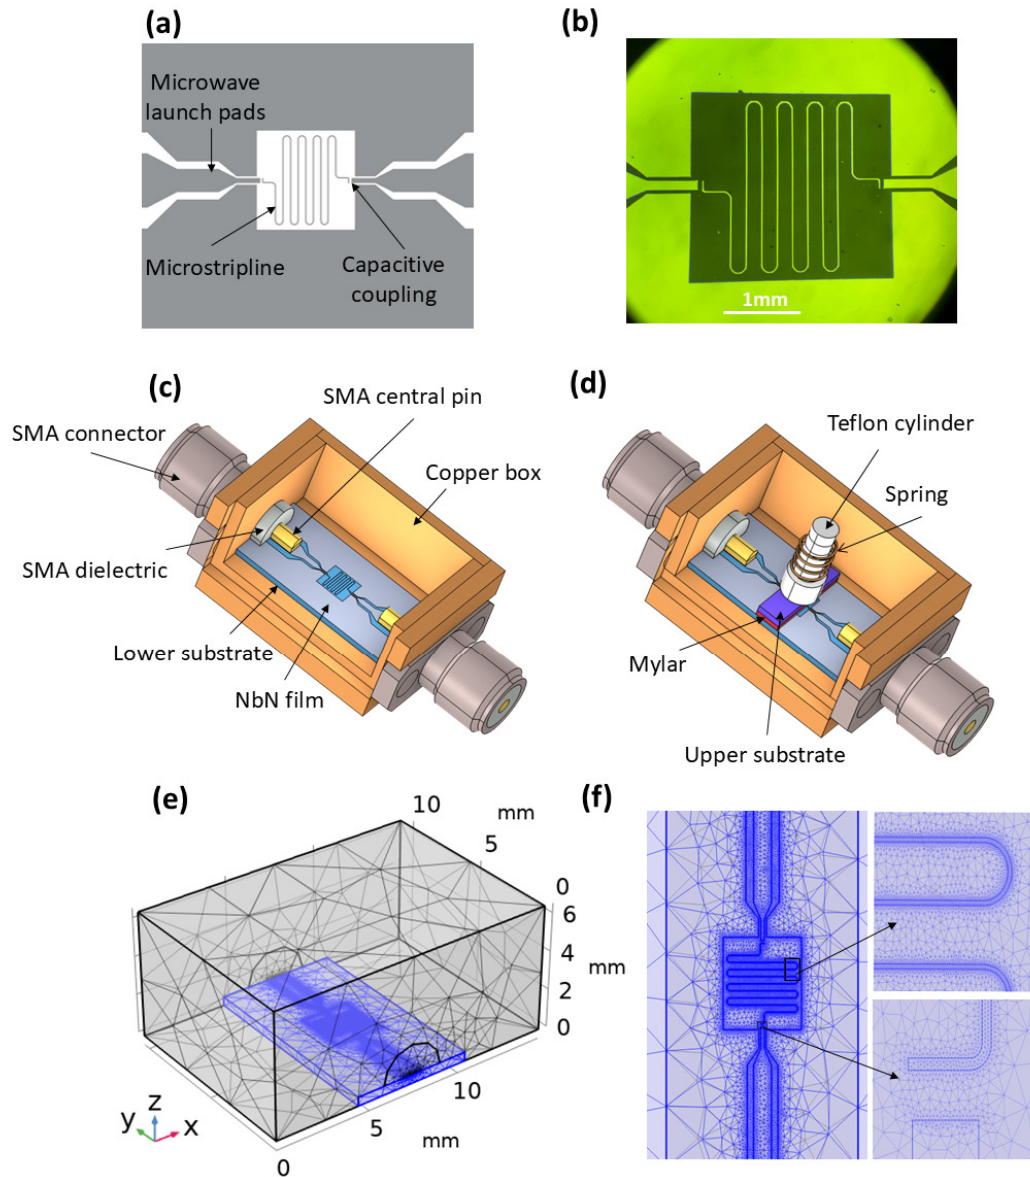 (a)
Microwave
launch pads
Microstripline
Capacitive
coupling
(b)
1mm
(c)
SMA central pin
SMA connector
Copper box
SMA dielectric
Lower substrate
NbN film
(d)
Teflon cylinder
Spring
Mylar
Upper substrate
(e)
10
mm
5
0
6
4
mm
2
0
10
5
mm
0
y
z
x
(f)